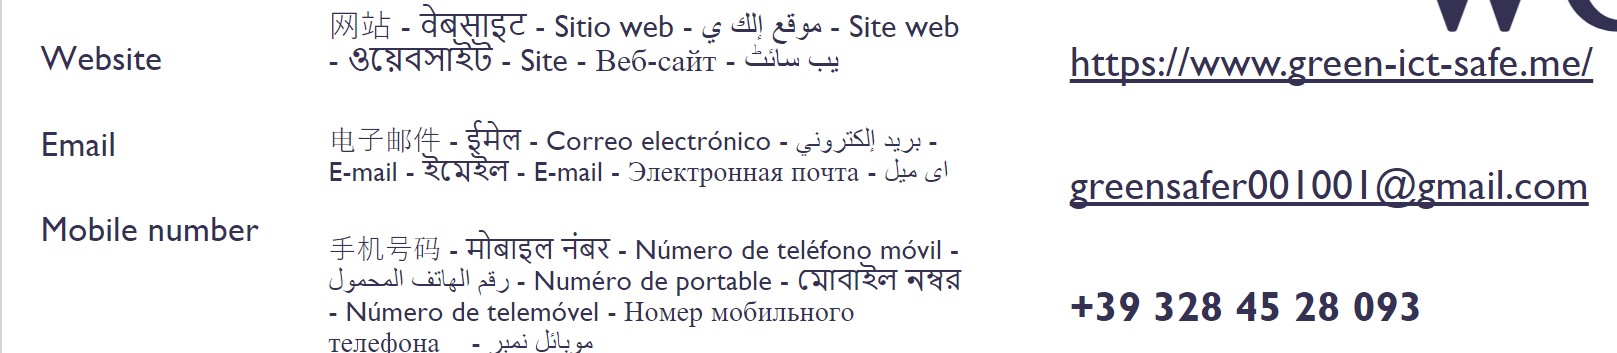 Website
网站 - वेबसाइट - Sitio web - موقع إلك ي - Site web
- ওয়েবসাইট - Site - Веб-сайт - يب سائٹ
https://www.green-ict-safe.me/
Email
电子邮件 - ईमेल - Correo electrónico - بريد إلكتروني -
E-mail - ইমেইল - E-mail - Электронная почта - ای میل
greensafer001001@gmail.com
Mobile number
手机号码 - मोबाइल नंबर - Número de teléfono móvil -
رقم الهاتف المحمول - Numéro de portable - মোবাইল নম্বর
- Número de telemóvel - Номер мобильного
телефона - موبائل نمبر
+39 328 45 28 093